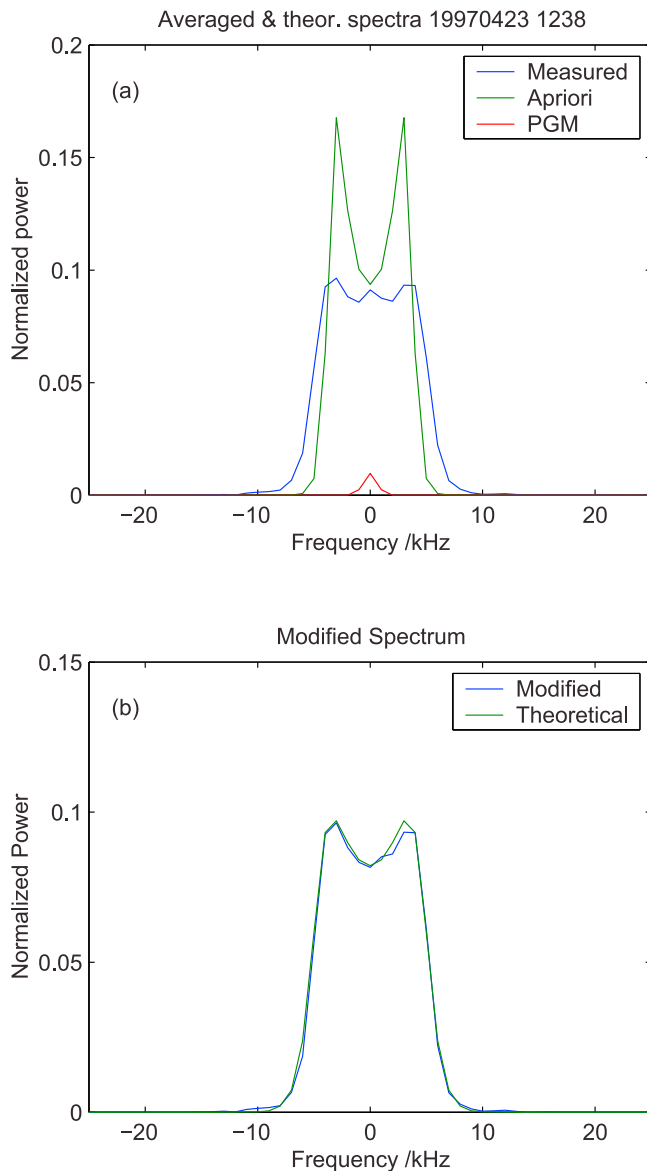 Averaged & theor. spectra 19970423 1238
0.2
(a)
Measured
Apriori
PGM
0.15
0.1
0.05
0
Normalized power
−20
−10
0
10
20
Frequency /kHz
Modified Spectrum
0.15
(b)
Modified
Theoretical
0.1
0.05
0
Normalized Power
−20
−10
0
10
20
Frequency /kHz